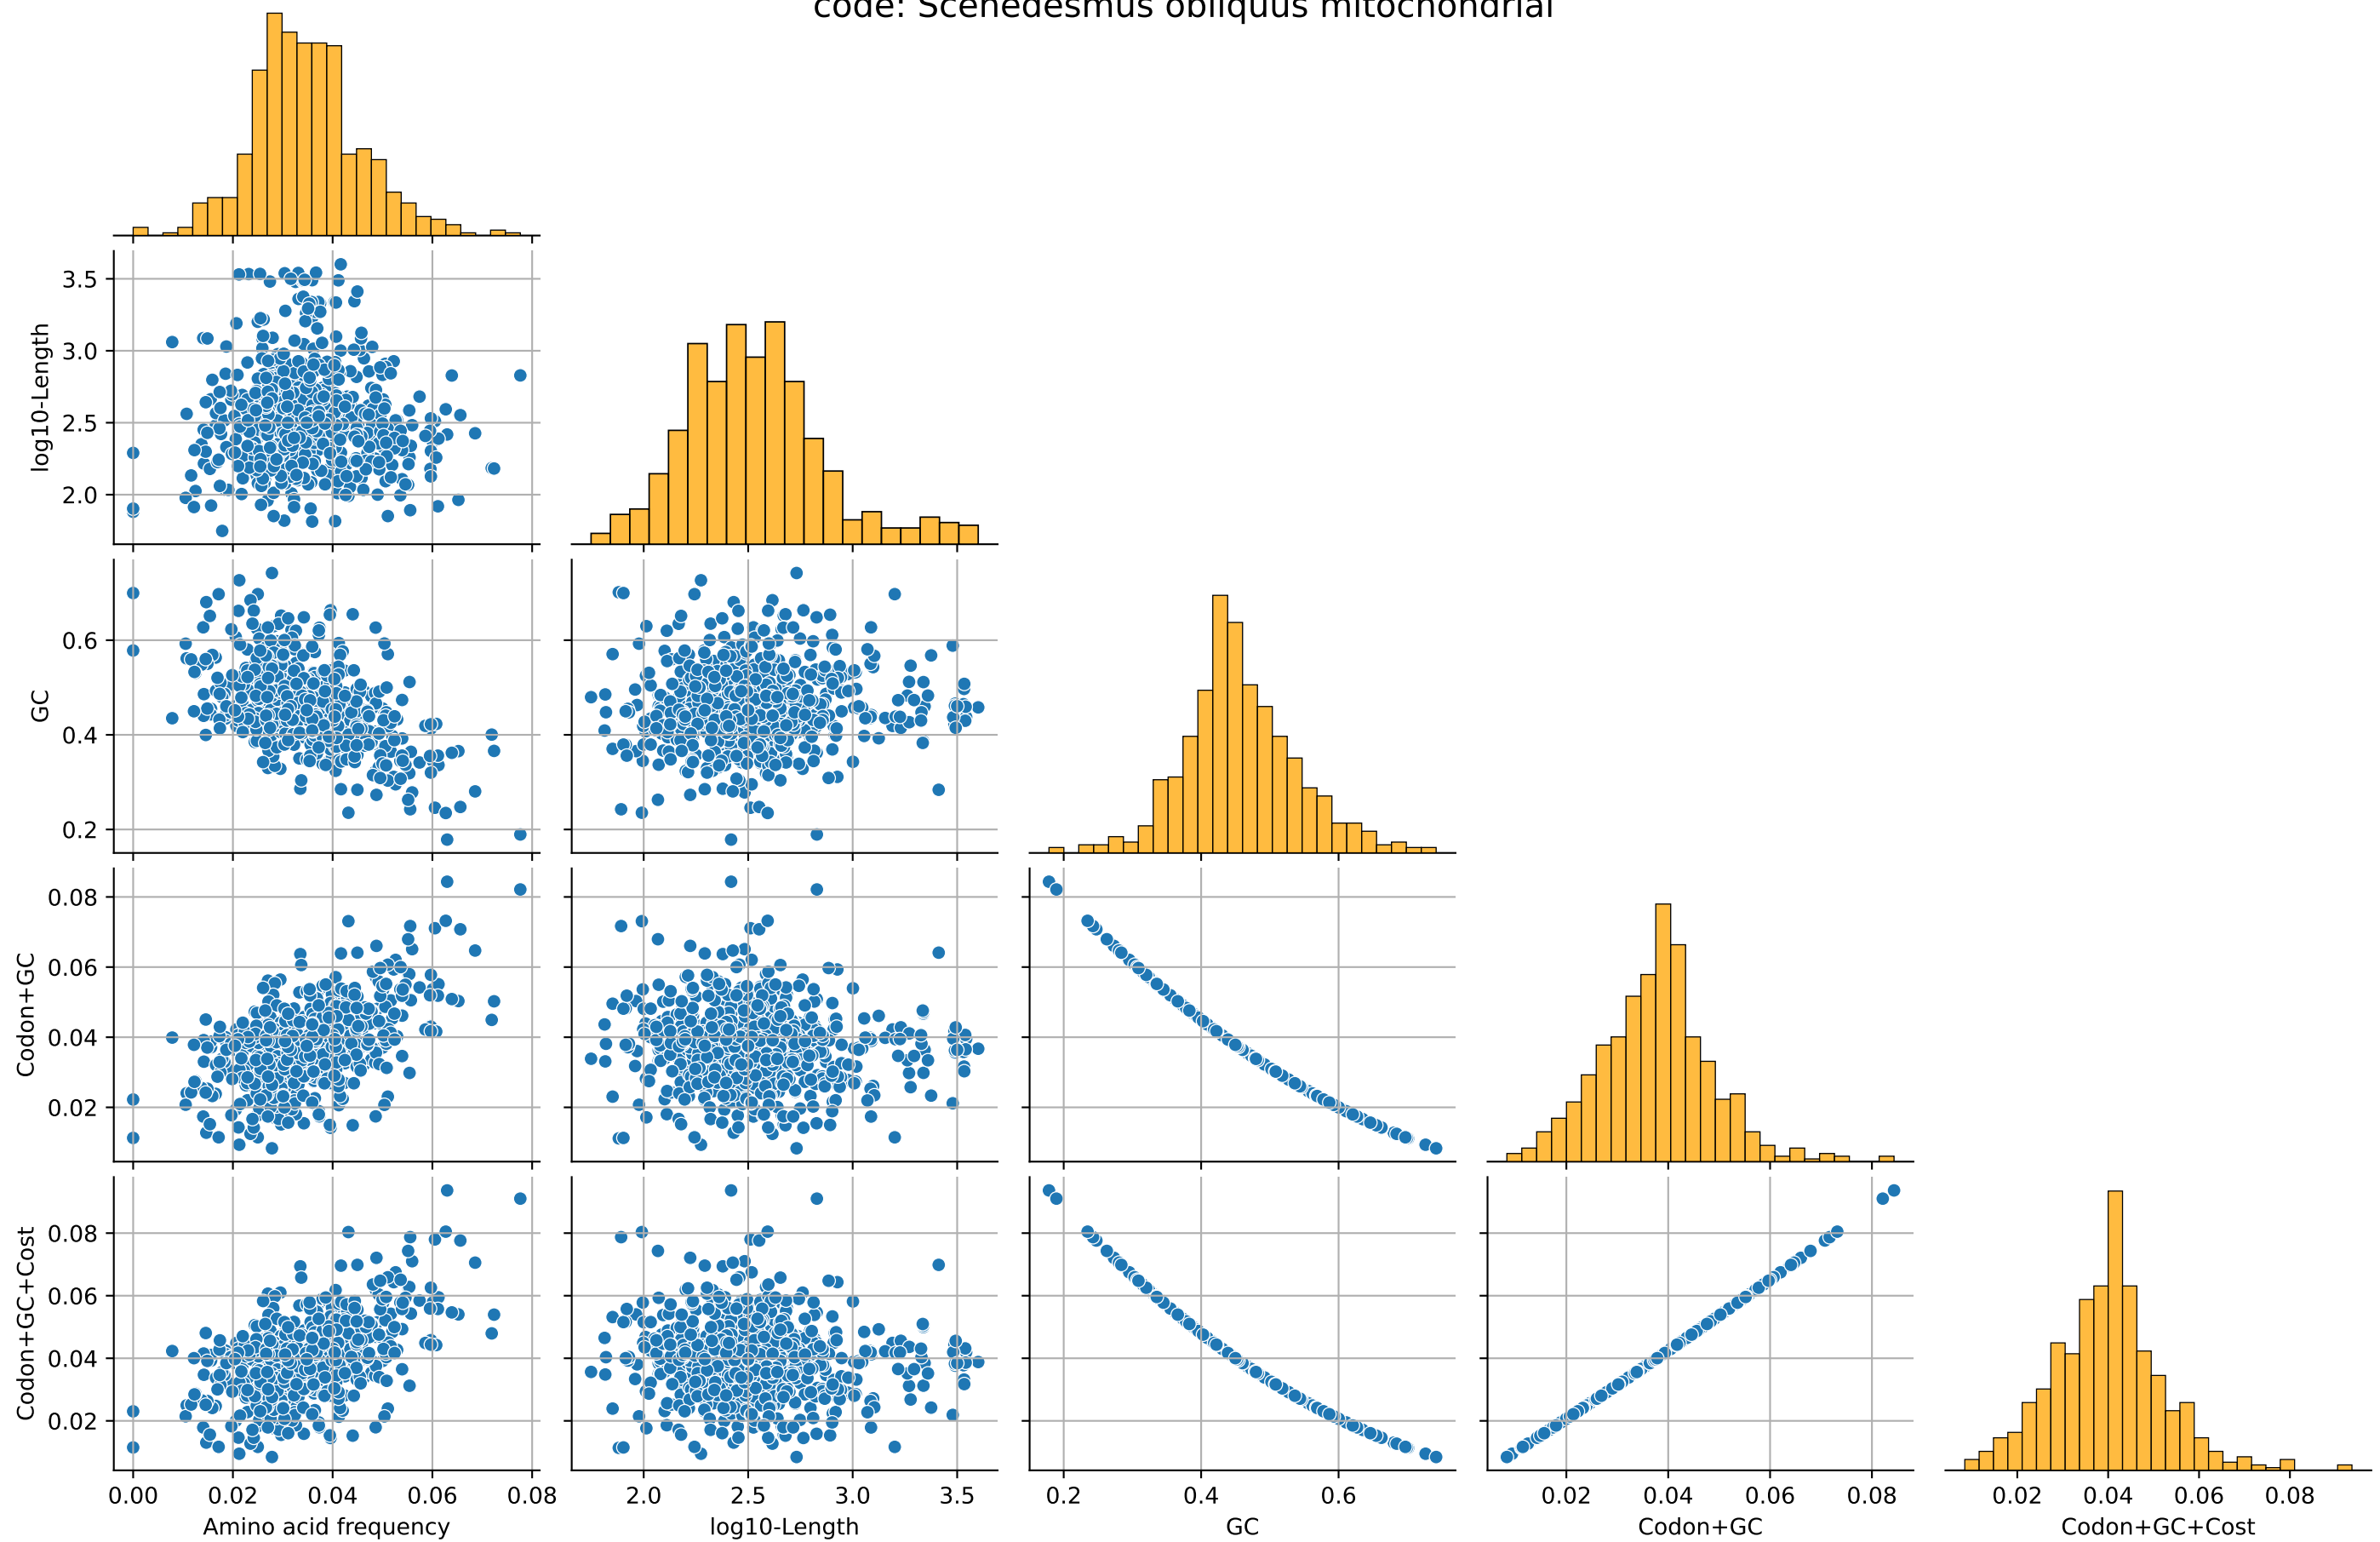 code: Scenedesmus obliquus mitochondrial
3.5
3.0
2.5
2.0
log10-Length
0.6
0.4
0.2
GC
0.08
0.06
0.04
0.02
Codon+GC
0.08
0.06
0.04
0.02
Codon+GC+Cost
0.00 0.02 0.04 0.06 0.08
Amino acid frequency
2.0 2.5 3.0 3.5
log10-Length
0.2 0.4 0.6
GC
0.02 0.04 0.06 0.08
Codon+GC
0.02 0.04 0.06 0.08
Codon+GC+Cost